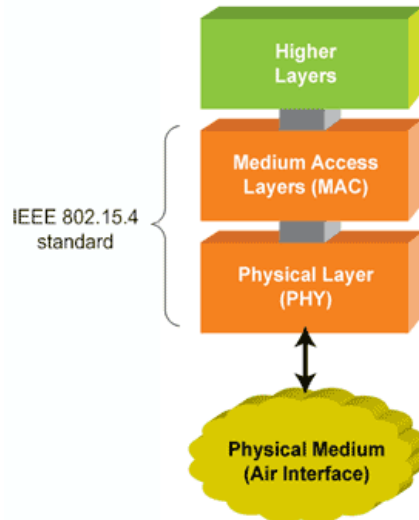 Higher
Layers
Medium Access
Layers (MAC)
IEEE 802.15.4
standard
Physical Layer
(PHY)
Physical Medium
(Air Interface)